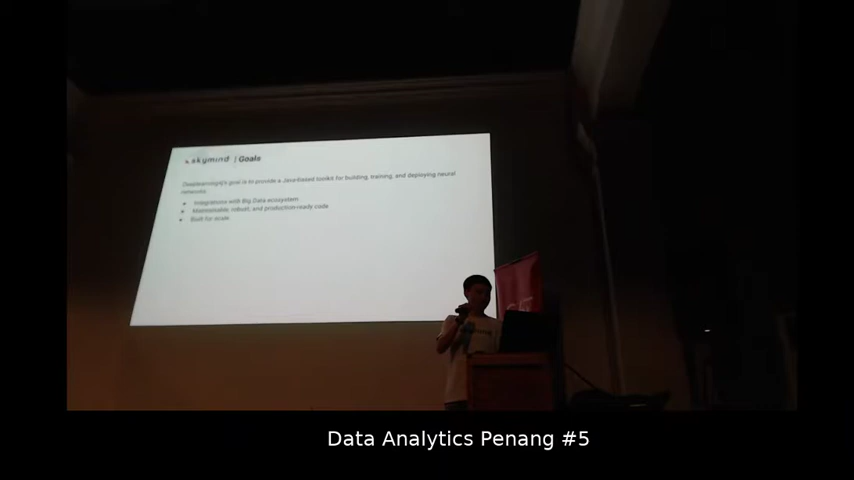 skymind | Goals
Deeplearning4j's goal is to provide a Java-based toolkit for building, training, and deploying neural
networks.
Integrations with Big Data ecosystem
Maintainable, robust, and production-ready code
Built for scale
Data Analytics Penang #5